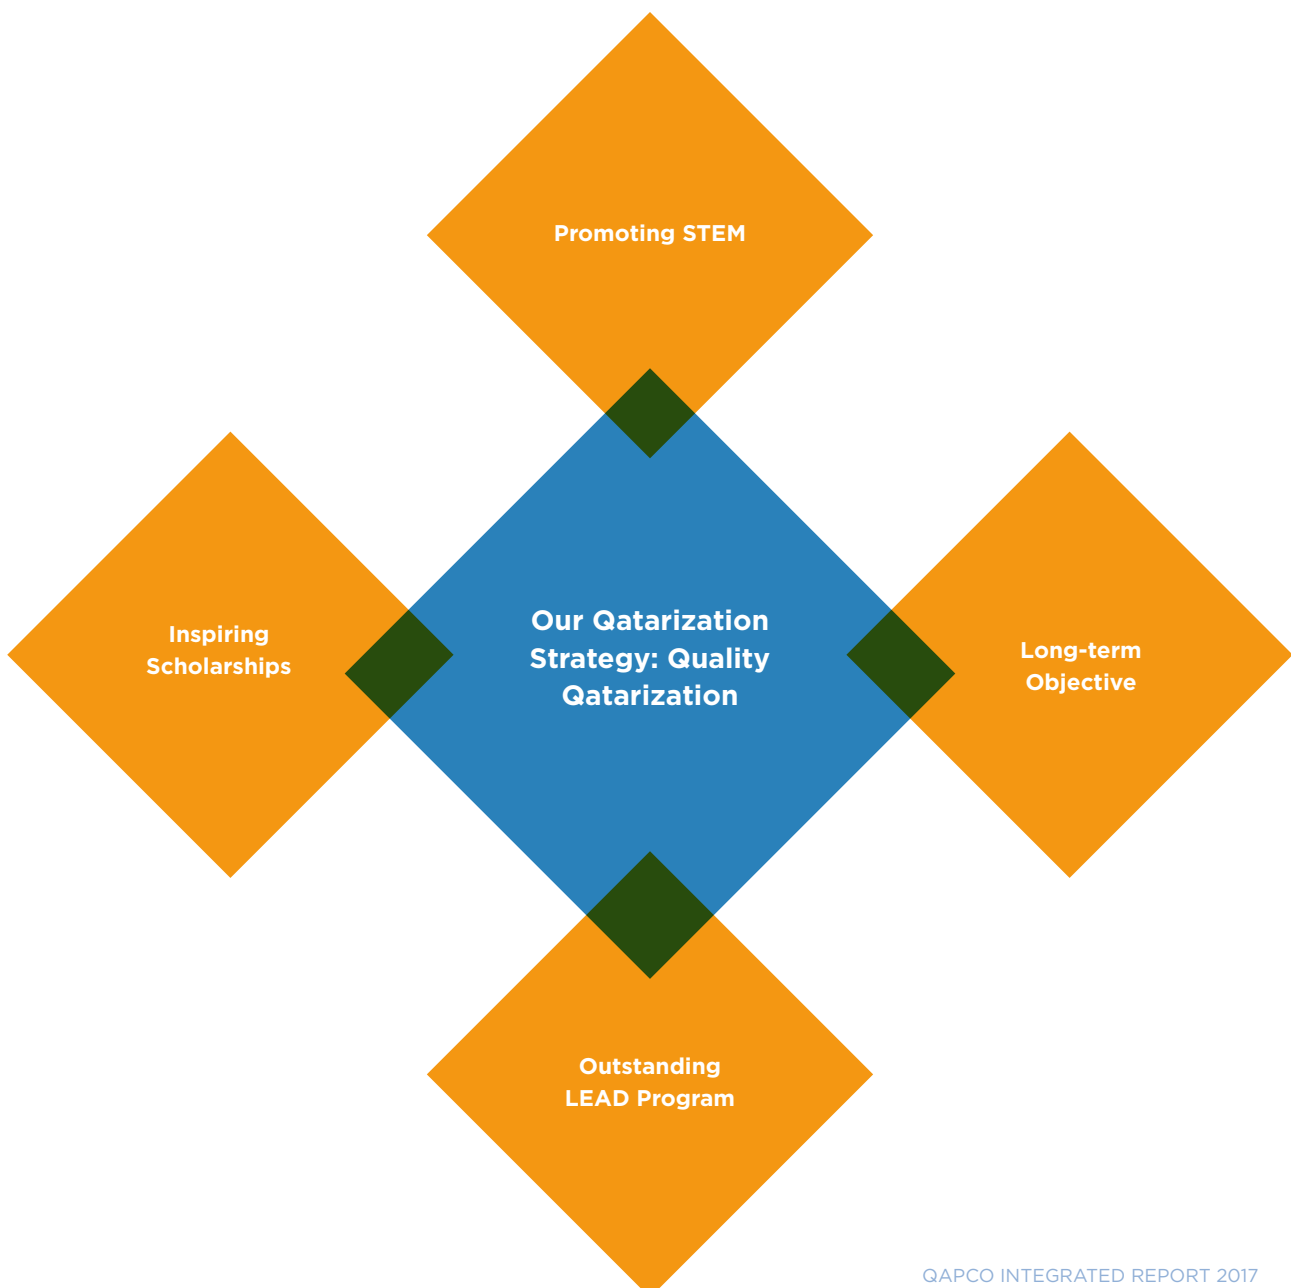 Promoting STEM
Inspiring
Scholarships
Our Qatarization
Strategy: Quality
Qatarization
Long-term
Objective
Outstanding
LEAD Program
QAPCO INTEGRATED REPORT 2017